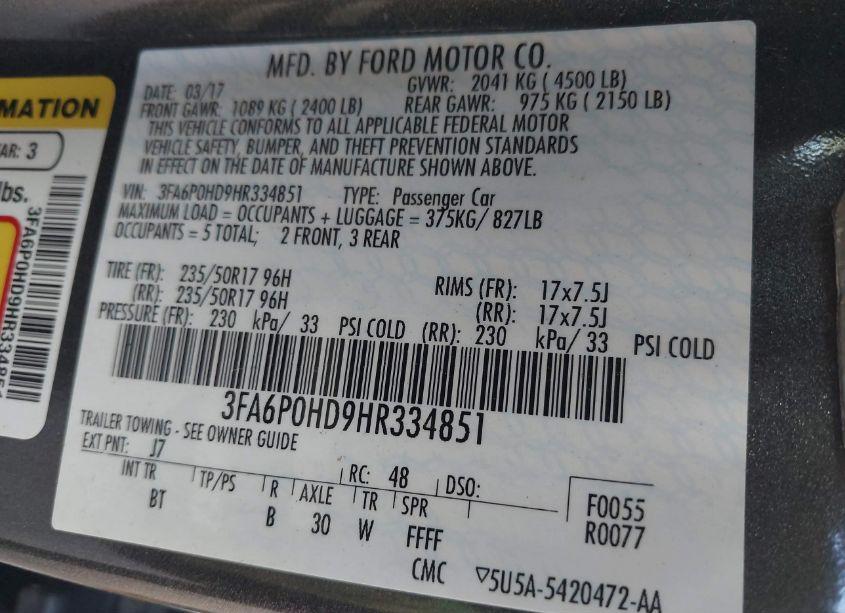 MFD. BY FORD MOTOR CO.
DATE: 03/17 GVWR: 2041 KG ( 4500 LB)
FRONT GAWR: 1089 KG ( 2400 LB) REAR GAWR: 975 KG ( 2150 LB)
THIS VEHICLE CONFORMS TO ALL APPLICABLE FEDERAL MOTOR
VEHICLE SAFETY, BUMPER, AND THEFT PREVENTION STANDARDS
IN EFFECT ON THE DATE OF MANUFACTURE SHOWN ABOVE.
VIN: 3FA6P0HD9HR334851 TYPE: Passenger Car
MAXIMUM LOAD = OCCUPANTS + LUGGAGE = 375KG/ 827LB
OCCUPANTS = 5 TOTAL; 2 FRONT, 3 REAR
TIRE (FR): 235/50R17 96H RIMS (FR): 17x7.5J
(RR): 235/50R17 96H (RR): 17x7.5J
PRESSURE (FR): 230 kPa/ 33 PSI COLD (RR): 230 kPa/ 33 PSI COLD
3FA6P0HD9HR334851
TRAILER TOWING - SEE OWNER GUIDE
EXT PNT: J7 RC: 48 DSO:
INT TR TP/PS R AXLE TR SPR
BT B 30 W FFFF
F0055
R0077
CMC ▽5U5A-5420472-AA
RMATION
EAR: 3
lbs.
3FA6P0HD9HR334851